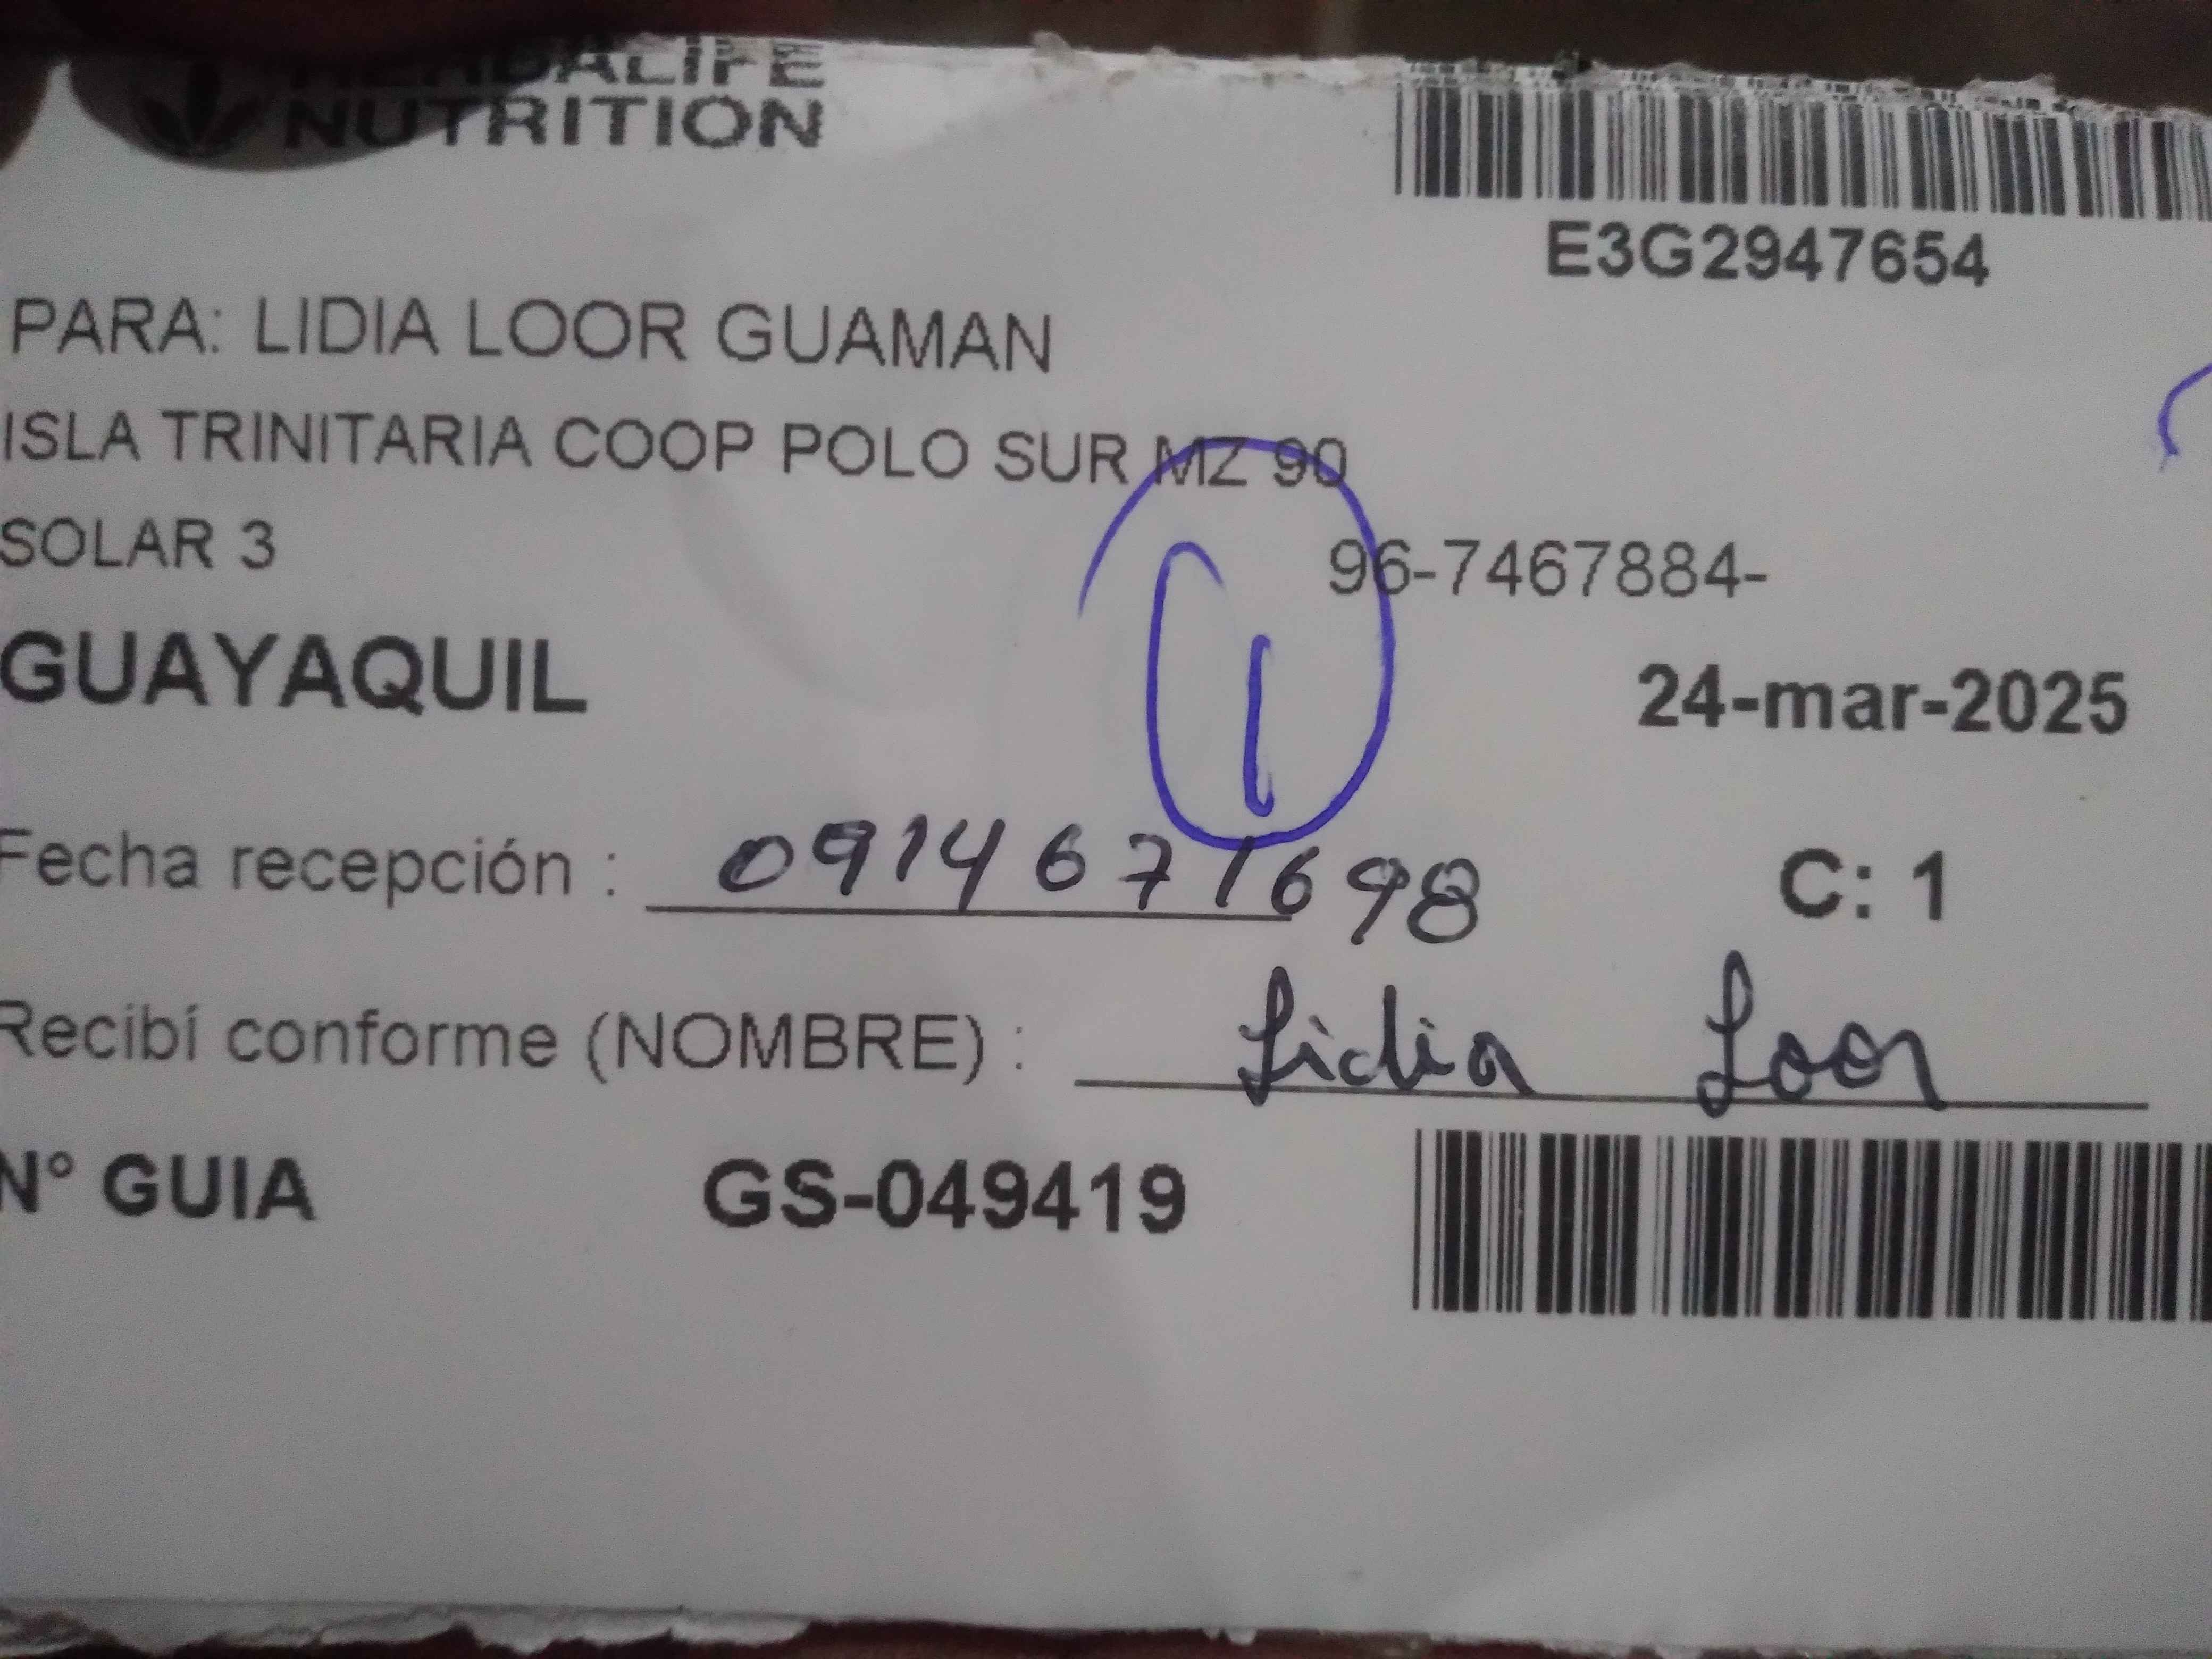 HERBALIFE
NUTRITION
E3G2947654
PARA: LIDIA LOOR GUAMAN
ISLA TRINITARIA COOP POLO SUR MZ 90
SOLAR 3
96-7467884-
1
GUAYAQUIL
24-mar-2025
Fecha recepción : 0914671698
C: 1
Recibí conforme (NOMBRE) : Lidia Loor
N° GUIA GS-049419